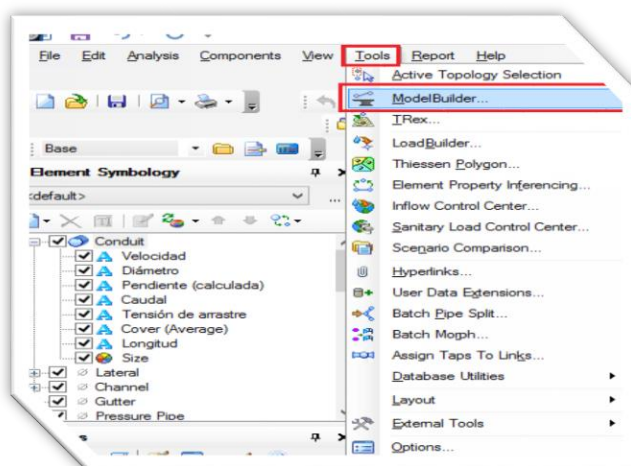 File Edit Analysis Components View Tools Report Help
Base
Element Symbology
<default>
...
Conduit
Velocidad
Diámetro
Pendiente (calculada)
Caudal
Tensión de arrastre
Cover (Average)
Longitud
Size
Lateral
Channel
Gutter
Pressure Pipe
s
Active Topology Selection
ModelBuilder...
TRex...
LoadBuilder...
Thiessen Polygon...
Element Property Inferencing...
Inflow Control Center...
Sanitary Load Control Center...
Scenario Comparison...
Hyperlinks...
User Data Extensions...
Batch Pipe Split...
Batch Morph...
Assign Taps To Links...
Database Utilities
Layout
External Tools
Options...